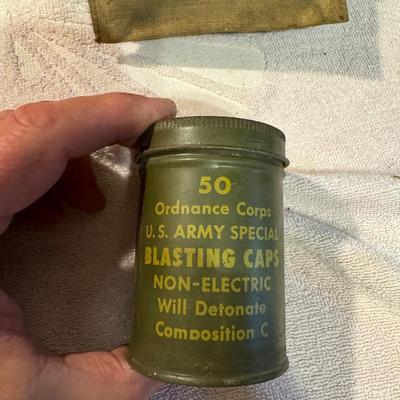 50
Ordnance Corps
U.S. ARMY SPECIAL
BLASTING CAPS
NON-ELECTRIC
Will Detonate
Composition C